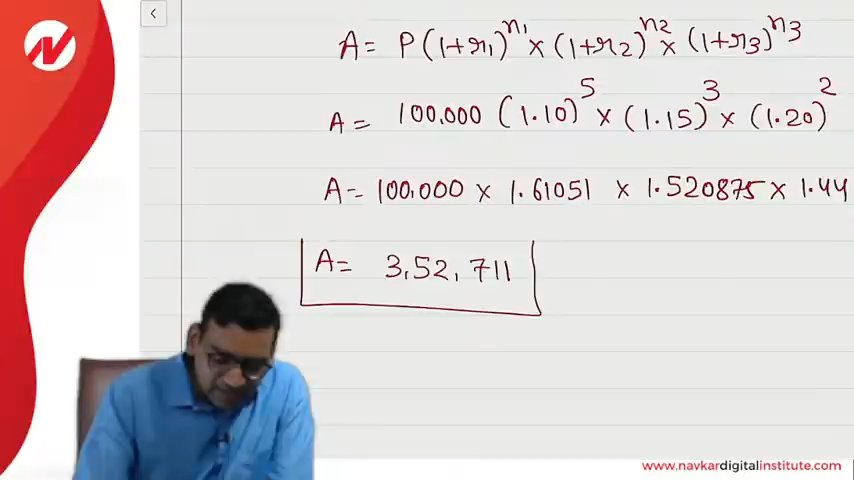 A = P(1+r₁)^n₁ × (1+r₂)^n₂ × (1+r₃)^n₃
A = 100,000 (1.10)^5 × (1.15)^3 × (1.20)^2
A = 100,000 × 1.61051 × 1.520875 × 1.44
A = 3,52,711
www.navkardigitalinstitute.com